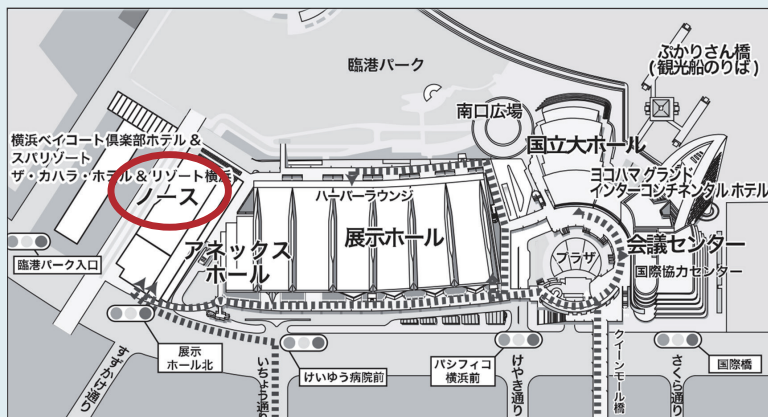 臨港パーク
ぷかりさん橋
(観光船のりば)
南口広場
国立大ホール
横浜ベイコート倶楽部ホテル &
スパリゾート
ザ・カハラ・ホテル & リゾート横浜
ノース
ヨコハマ グランド
インターコンチネンタル ホテル
ハーバーラウンジ
展示ホール
アネックス
ホール
プラザ
会議センター
国際協力センター
臨港パーク入口
展示
ホール北
けいゆう病院前
パシフィコ
横浜前
国際橋
すずかけ通り
いちょう通り
けやき通り
クイーンモール橋
さくら通り